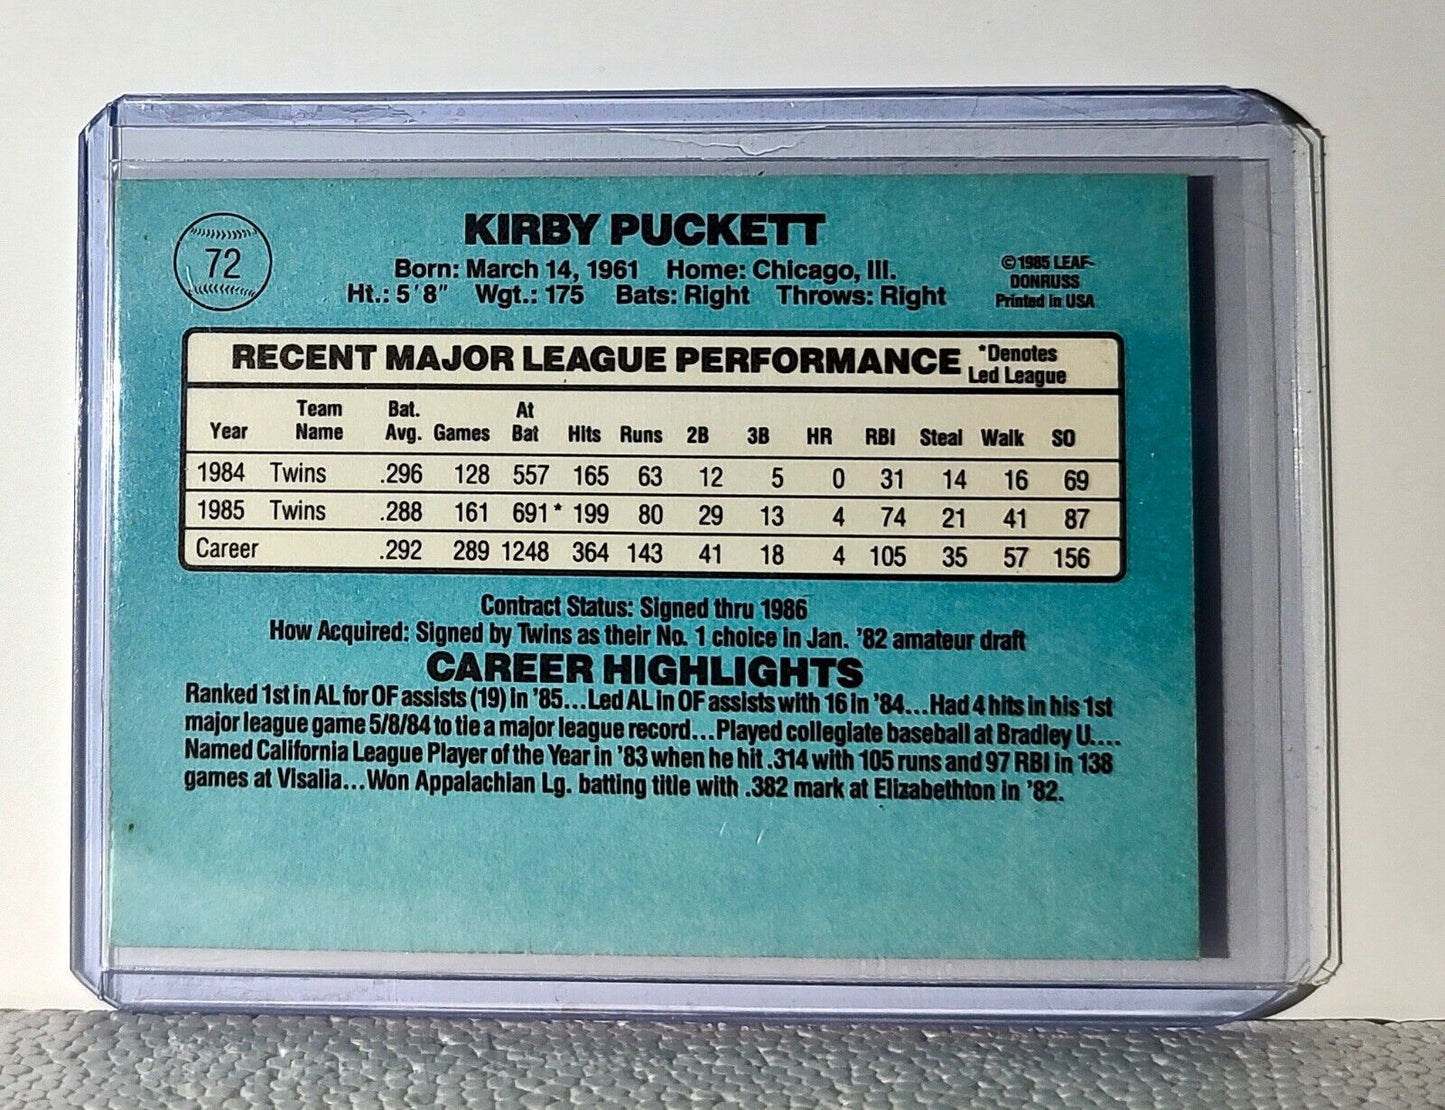 72
KIRBY PUCKETT
Born: March 14, 1961 Home: Chicago, Ill.
Ht.: 5'8" Wgt.: 175 Bats: Right Throws: Right
© 1985 LEAF-
DONRUSS
Printed in USA
RECENT MAJOR LEAGUE PERFORMANCE *Denotes
Led League
Year Team Name Bat. Avg. Games At Bat Hits Runs 2B 3B HR RBI Steal Walk SO
1984 Twins .296 128 557 165 63 12 5 0 31 14 16 69
1985 Twins .288 161 691* 199 80 29 13 4 74 21 41 87
Career .292 289 1248 364 143 41 18 4 105 35 57 156
Contract Status: Signed thru 1986
How Acquired: Signed by Twins as their No. 1 choice in Jan. '82 amateur draft
CAREER HIGHLIGHTS
Ranked 1st in AL for OF assists (19) in '85...Led AL in OF assists with 16 in '84...Had 4 hits in his 1st
major league game 5/8/84 to tie a major league record...Played collegiate baseball at Bradley U....
Named California League Player of the Year in '83 when he hit .314 with 105 runs and 97 RBI in 138
games at Visalia...Won Appalachian Lg. batting title with .382 mark at Elizabethton in '82.